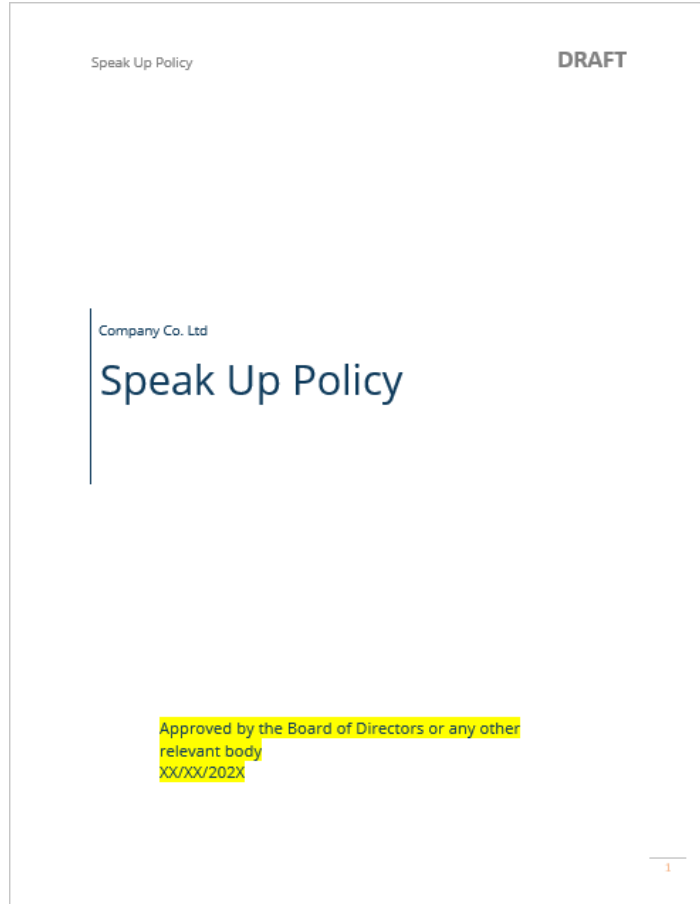 Speak Up Policy
DRAFT
Company Co. Ltd
Speak Up Policy
Approved by the Board of Directors or any other
relevant body
XX/XX/202X
1